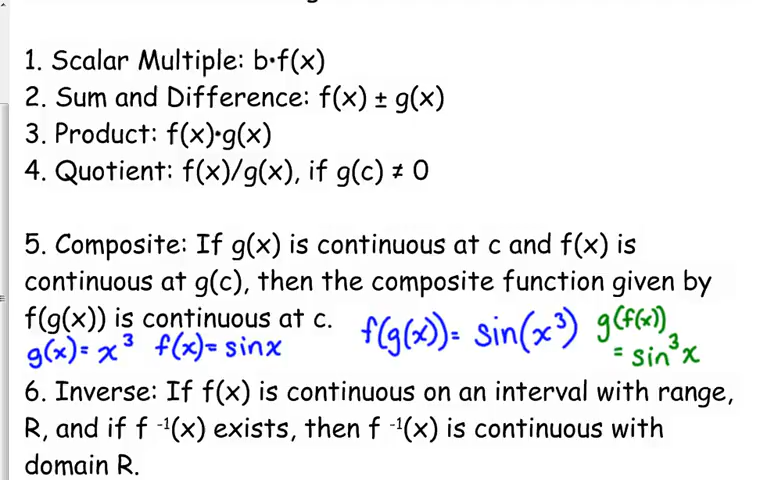 1. Scalar Multiple: b·f(x)
2. Sum and Difference: f(x) ± g(x)
3. Product: f(x)·g(x)
4. Quotient: f(x)/g(x), if g(c) ≠ 0
5. Composite: If g(x) is continuous at c and f(x) is
continuous at g(c), then the composite function given by
f(g(x)) is continuous at c.
f(g(x))= sin(x³)
g(f(x))
= sin³x
g(x)= x³ f(x)= sinx
6. Inverse: If f(x) is continuous on an interval with range,
R, and if f ⁻¹(x) exists, then f ⁻¹(x) is continuous with
domain R.